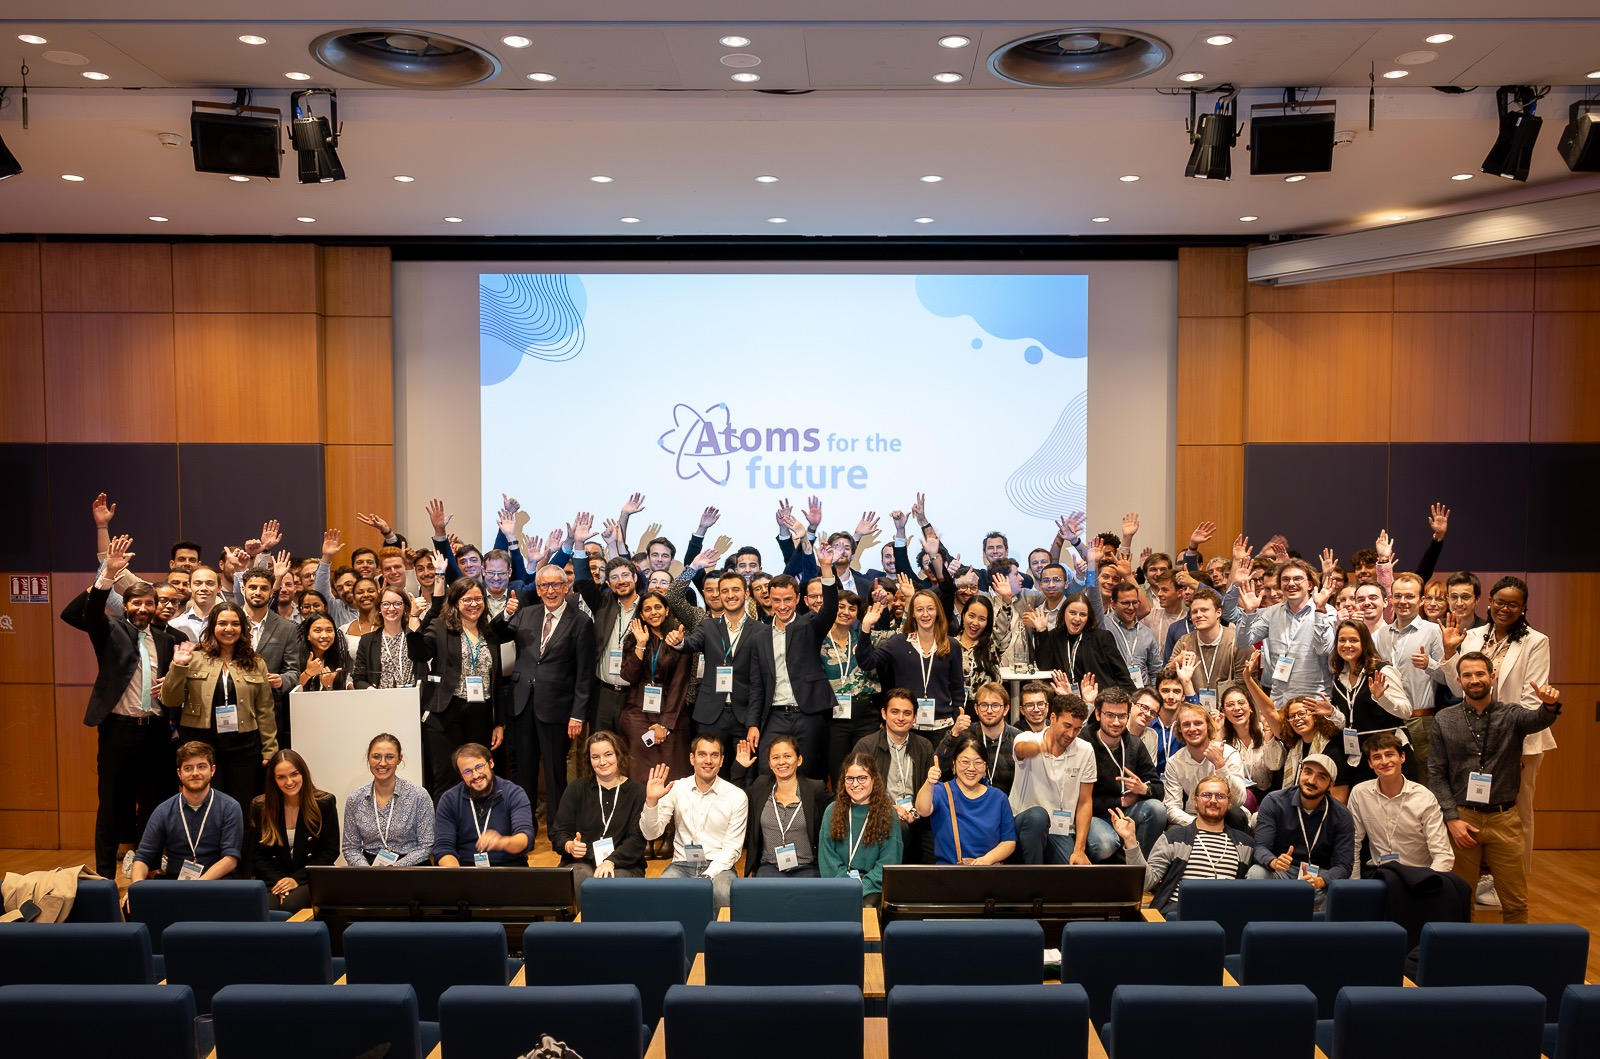 Atoms for the
future